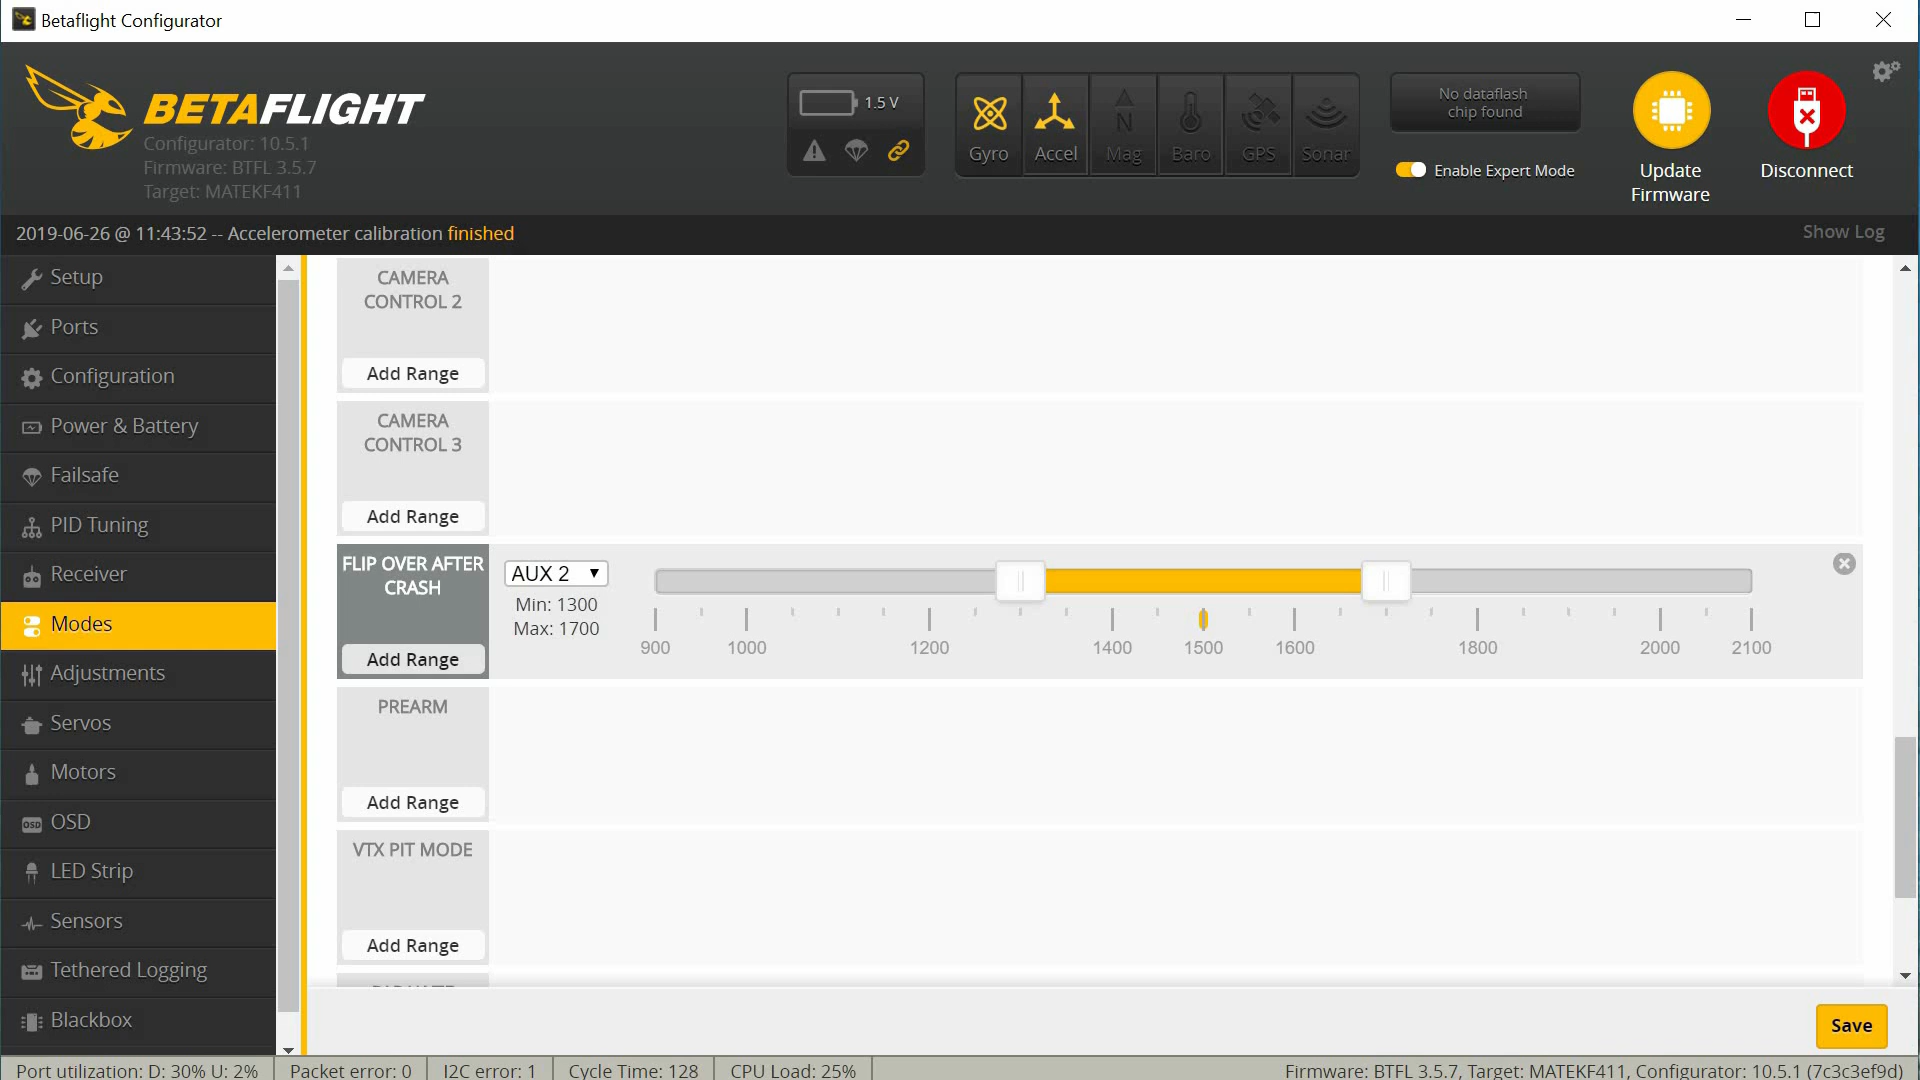 Betaflight Configurator
BETAFLIGHT
Configurator: 10.5.1
Firmware: BTFL 3.5.7
Target: MATEKF411
1.5 V
Gyro
Accel
N
Mag
Baro
GPS
Sonar
No dataflash
chip found
Enable Expert Mode
Update
Firmware
Disconnect
2019-06-26 @ 11:43:52 -- Accelerometer calibration finished
Show Log
Setup
Ports
Configuration
Power & Battery
Failsafe
PID Tuning
Receiver
Modes
Adjustments
Servos
Motors
OSD
OSD
LED Strip
Sensors
Tethered Logging
Blackbox
CAMERA
CONTROL 2
Add Range
CAMERA
CONTROL 3
Add Range
FLIP OVER AFTER
CRASH
Add Range
AUX 2
Min: 1300
Max: 1700
900 1000 1200 1400 1500 1600 1800 2000 2100
PREARM
Add Range
VTX PIT MODE
Add Range
Save
Port utilization: D: 30% U: 2%
Packet error: 0
I2C error: 1
Cycle Time: 128
CPU Load: 25%
Firmware: BTFL 3.5.7, Target: MATEKF411, Configurator: 10.5.1 (7c3c3ef9d)